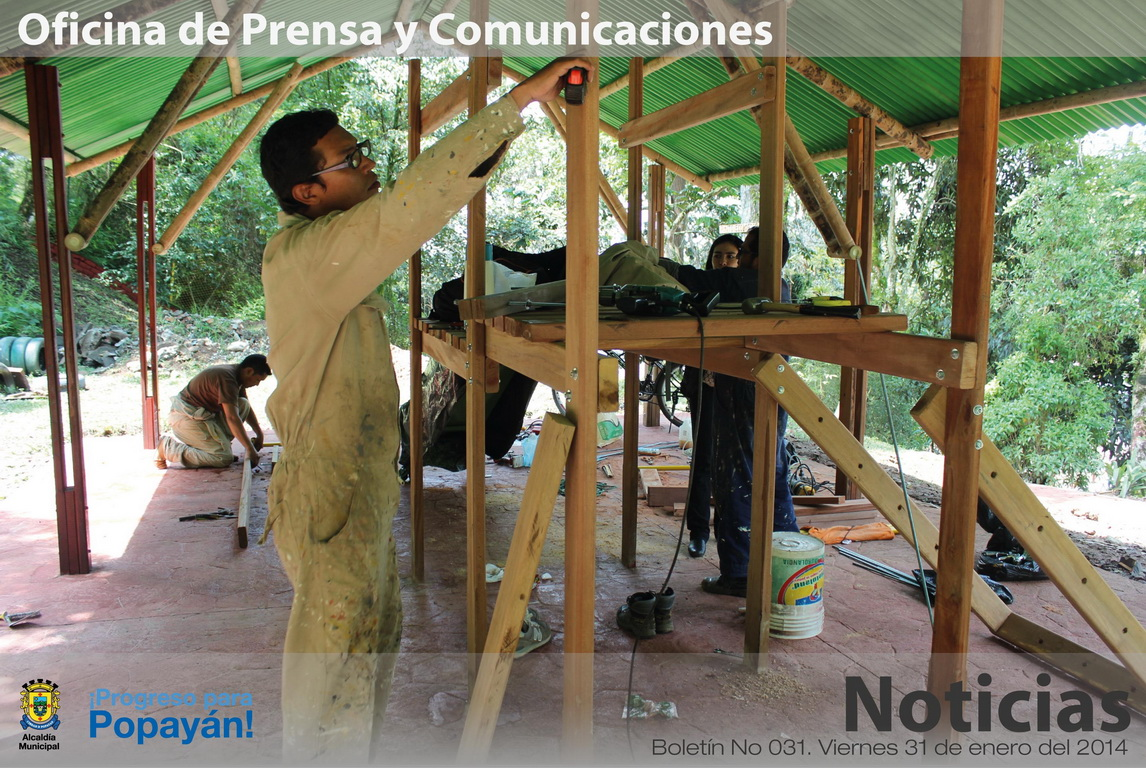 Oficina de Prensa y Comunicaciones
Alcaldía
Municipal
¡Progreso para
Popayán!
Noticias
Boletín No 031. Viernes 31 de enero del 2014